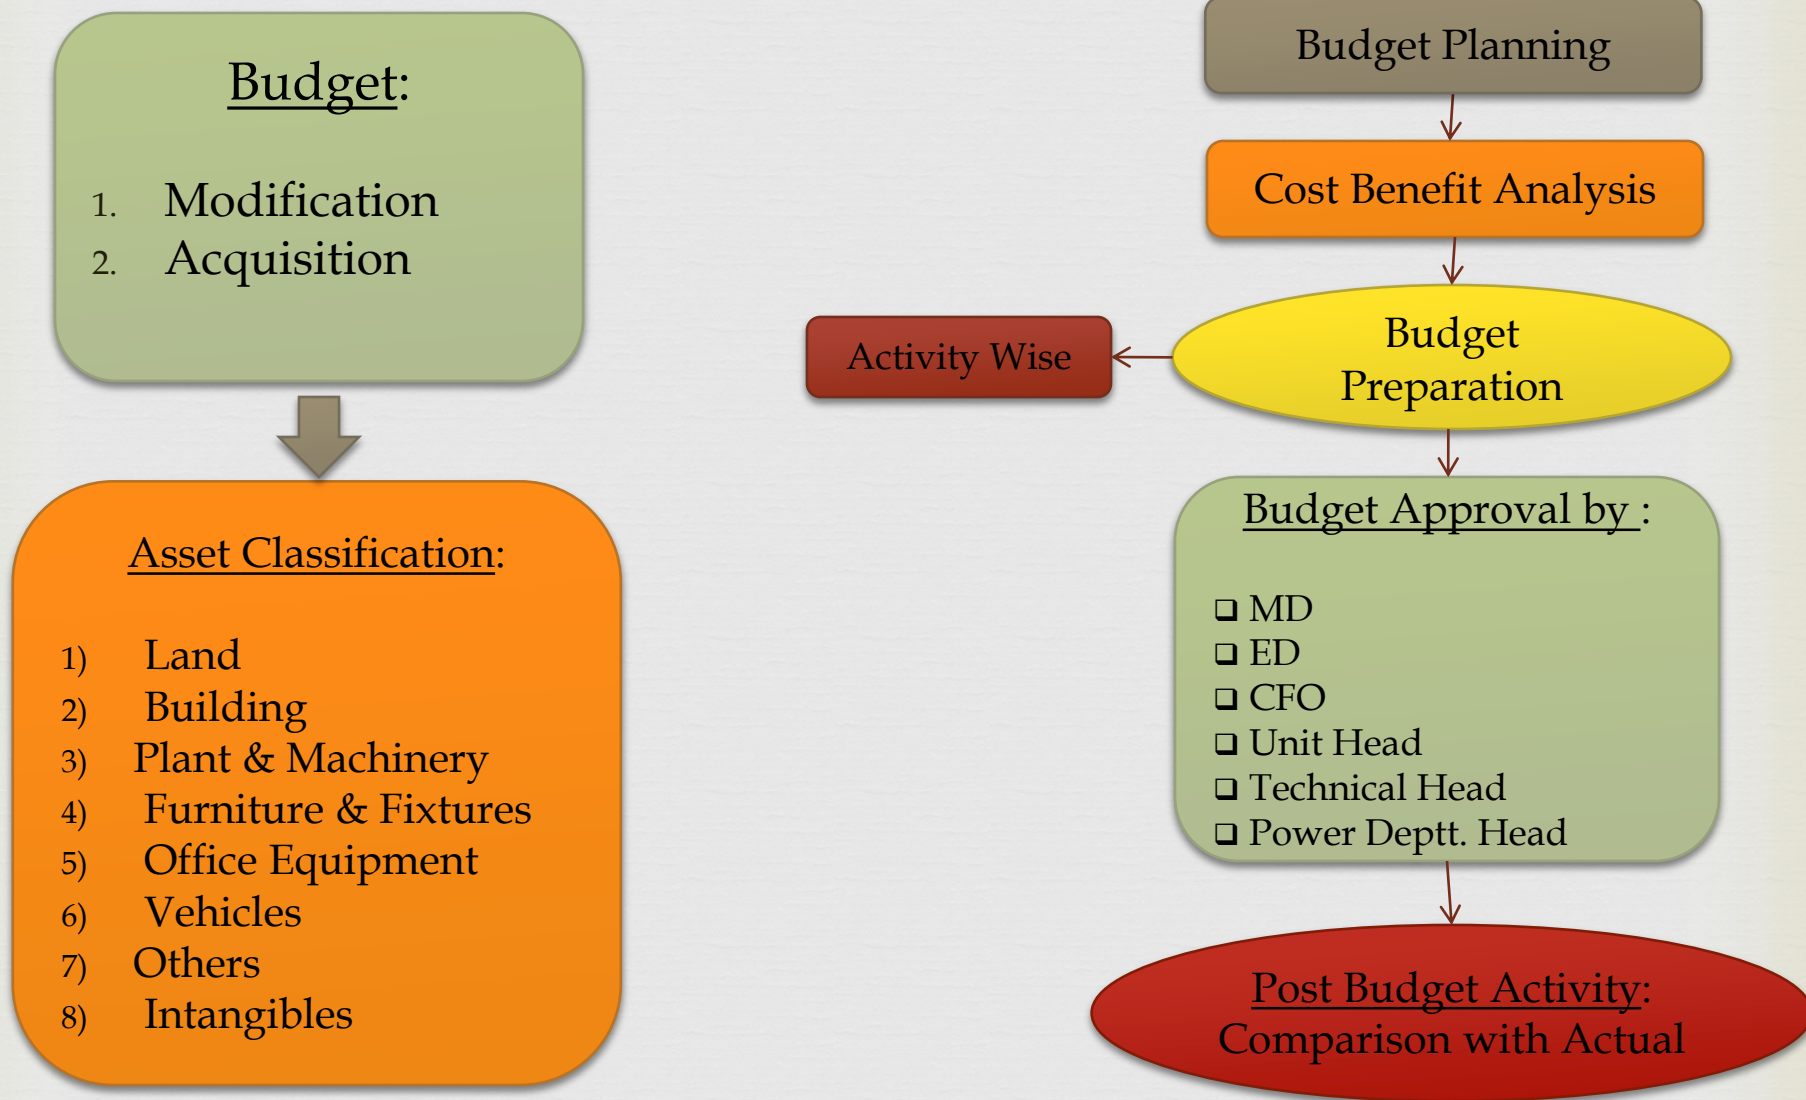 Budget:
1. Modification
2. Acquisition
Asset Classification:
1) Land
2) Building
3) Plant & Machinery
4) Furniture & Fixtures
5) Office Equipment
6) Vehicles
7) Others
8) Intangibles
Budget Planning
Cost Benefit Analysis
Budget
Preparation
Activity Wise
Budget Approval by :
❑ MD
❑ ED
❑ CFO
❑ Unit Head
❑ Technical Head
❑ Power Deptt. Head
Post Budget Activity:
Comparison with Actual